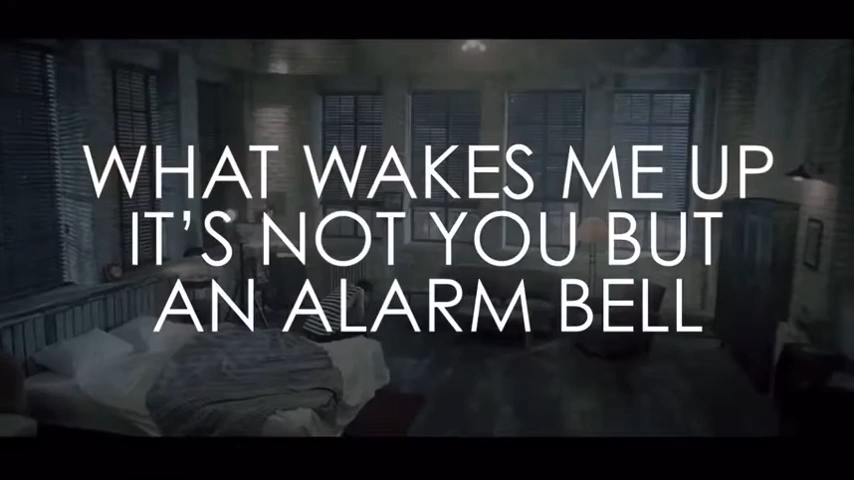 WHAT WAKES ME UP
IT'S NOT YOU BUT
AN ALARM BELL